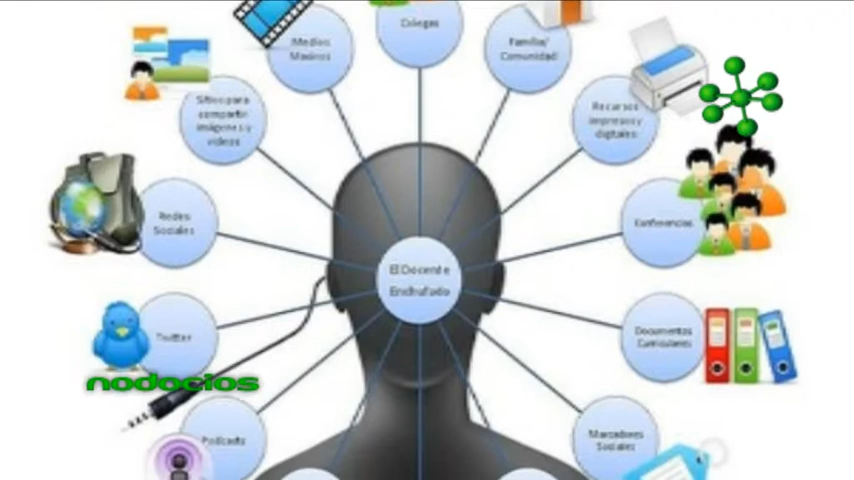 Colegas
Medios
Masivos
Familia/
Comunidad
Sitios para
compartir
imágenes y
videos
Recursos
impresos y
digitales
Redes
Sociales
Conferencias
El Docente
Enchufado
Twitter
Documentos
Curriculares
nodocios
Podcasts
Marcadores
Sociales